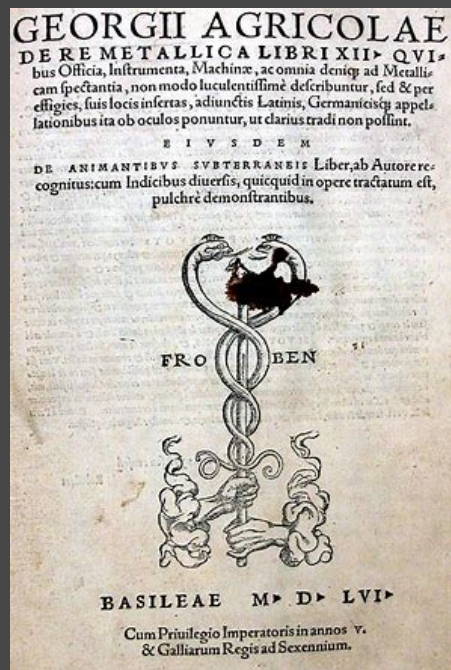 GEORGII AGRICOLAE
DE RE METALLICA LIBRI XII▸ QVI⸗
bus Officia, Inſtrumenta, Machinæ, ac omnia deniq; ad Metalli⸗
cam ſpectantia, non modo luculentiſſimè deſcribuntur, ſed & per
effigies, ſuis locis inſertas, adiunctis Latinis, Germanicisq; appel⸗
lationibus ita ob oculos ponuntur, ut clarius tradi non poſſint.
EIVSDEM
DE ANIMANTIBVS SVBTERRANEIS Liber, ab Autore re⸗
cognitus: cum Indicibus diuerſis, quicquid in opere tractatum eſt,
pulchrè demonſtrantibus.
FRO BEN
BASILEAE M▸ D▸ LVI▸
Cum Priuilegio Imperatoris in annos v.
& Galliarum Regis ad Sexennium.